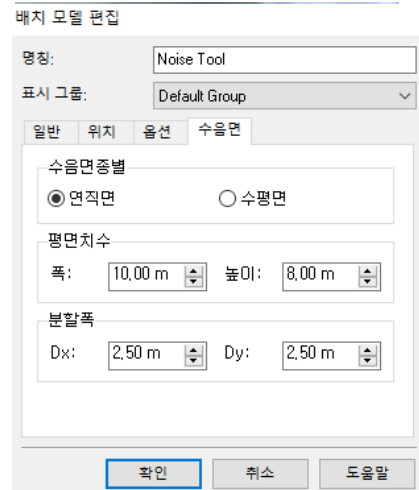 배치 모델 편집
명칭: Noise Tool
표시 그룹: Default Group
일반 위치 옵션 수음면
수음면종별
연직면 수평면
평면치수
폭: 10,00 m 높이: 8,00 m
분할폭
Dx: 2,50 m Dy: 2,50 m
확인 취소 도움말